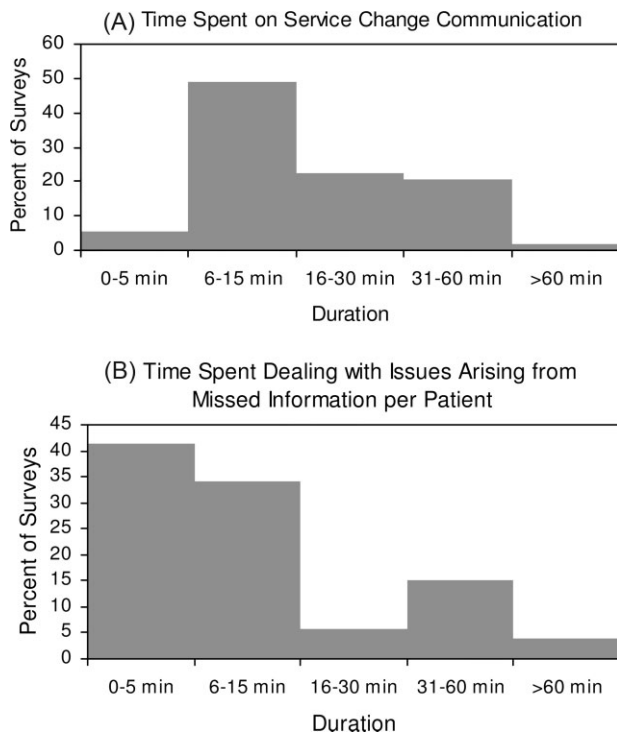 (A) Time Spent on Service Change Communication
60
50
40
30
20
10
0
Percent of Surveys
0-5 min 6-15 min 16-30 min 31-60 min >60 min
Duration
(B) Time Spent Dealing with Issues Arising from
Missed Information per Patient
45
40
35
30
25
20
15
10
5
0
Percent of Surveys
0-5 min 6-15 min 16-30 min 31-60 min >60 min
Duration